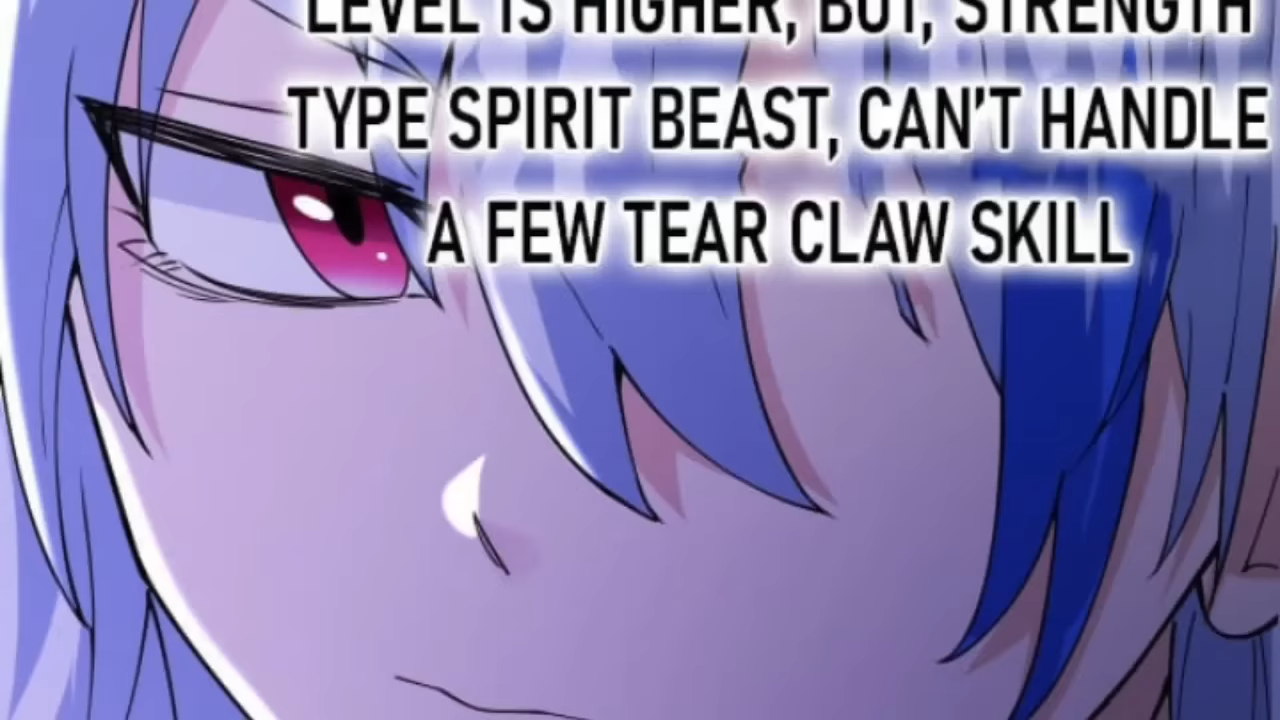 LEVEL IS HIGHER, BUT, STRENGTH
TYPE SPIRIT BEAST, CAN'T HANDLE
A FEW TEAR CLAW SKILL